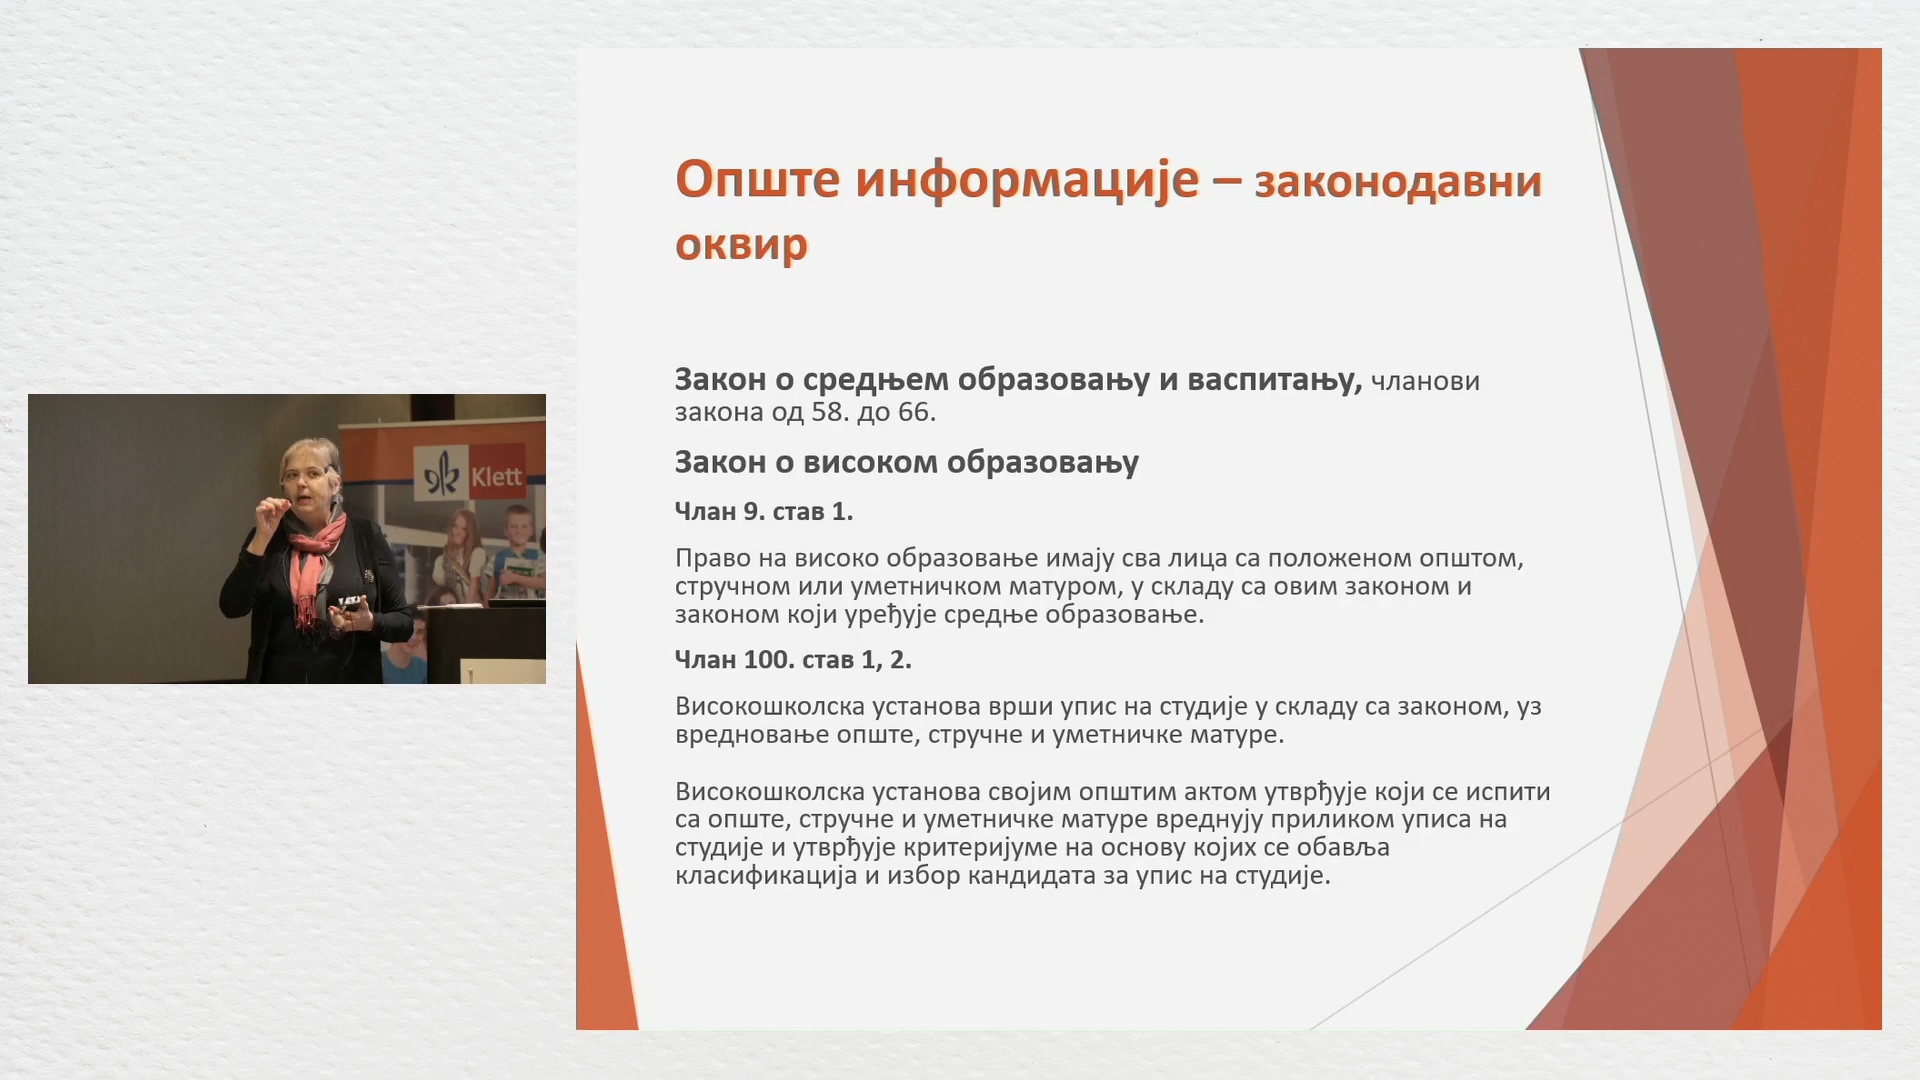 Опште информације – законодавни
оквир
Закон о средњем образовању и васпитању, чланови
закона од 58. до 66.
Закон о високом образовању
Члан 9. став 1.
Право на високо образовање имају сва лица са положеном општом,
стручном или уметничком матуром, у складу са овим законом и
законом који уређује средње образовање.
Члан 100. став 1, 2.
Високошколска установа врши упис на студије у складу са законом, уз
вредновање опште, стручне и уметничке матуре.
Високошколска установа својим општим актом утврђује који се испити
са опште, стручне и уметничке матуре вреднују приликом уписа на
студије и утврђује критеријуме на основу којих се обавља
класификација и избор кандидата за упис на студије.
Klett